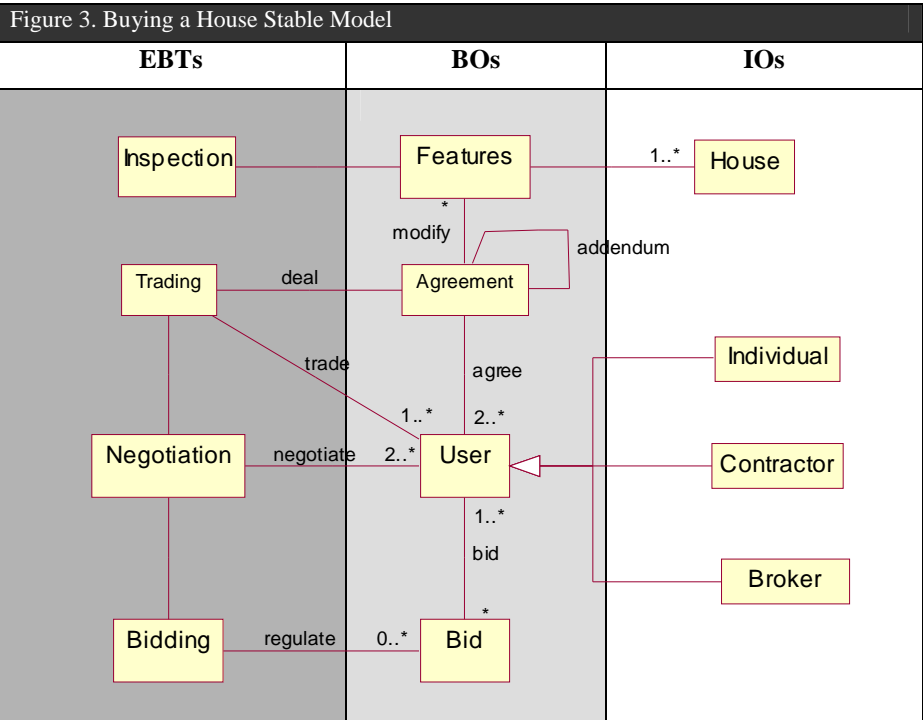 Figure 3. Buying a House Stable Model
EBTs
BOs
IOs
Inspection
Features
1..*
House
*
modify
addendum
Trading
deal
Agreement
trade
agree
Individual
1..*
2..*
Negotiation
negotiate
2..*
User
Contractor
1..*
bid
Broker
*
Bidding
regulate
0..*
Bid